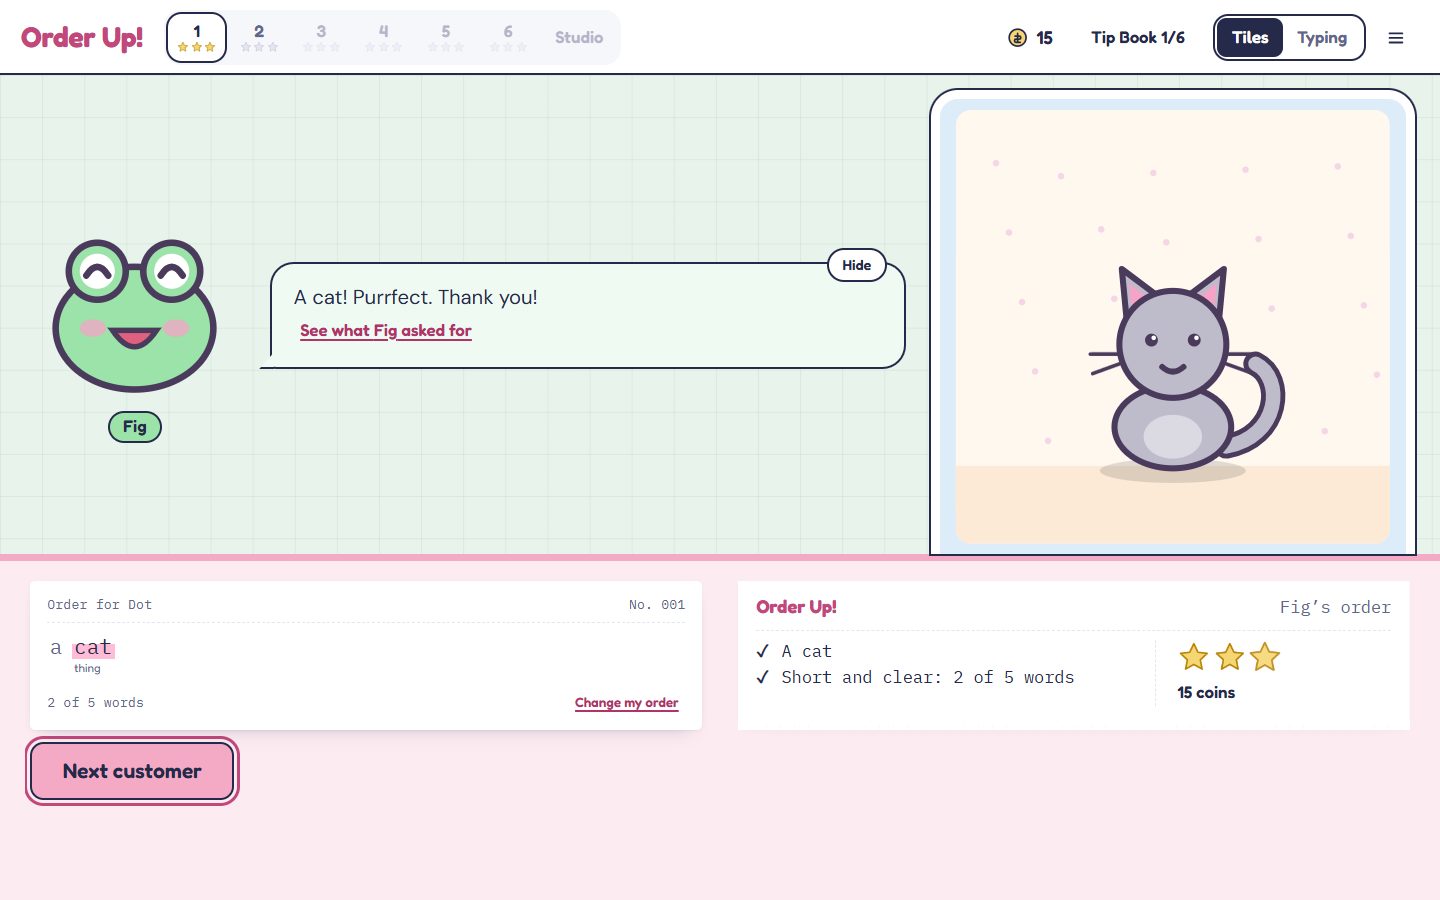 Order Up!
1
2
3
4
5
6
Studio
15
Tip Book 1/6
Tiles
Typing
Hide
A cat! Purrfect. Thank you!
See what Fig asked for
Fig
Order for Dot
No. 001
a cat
thing
2 of 5 words
Change my order
Order Up!
Fig’s order
✓ A cat
✓ Short and clear: 2 of 5 words
15 coins
Next customer